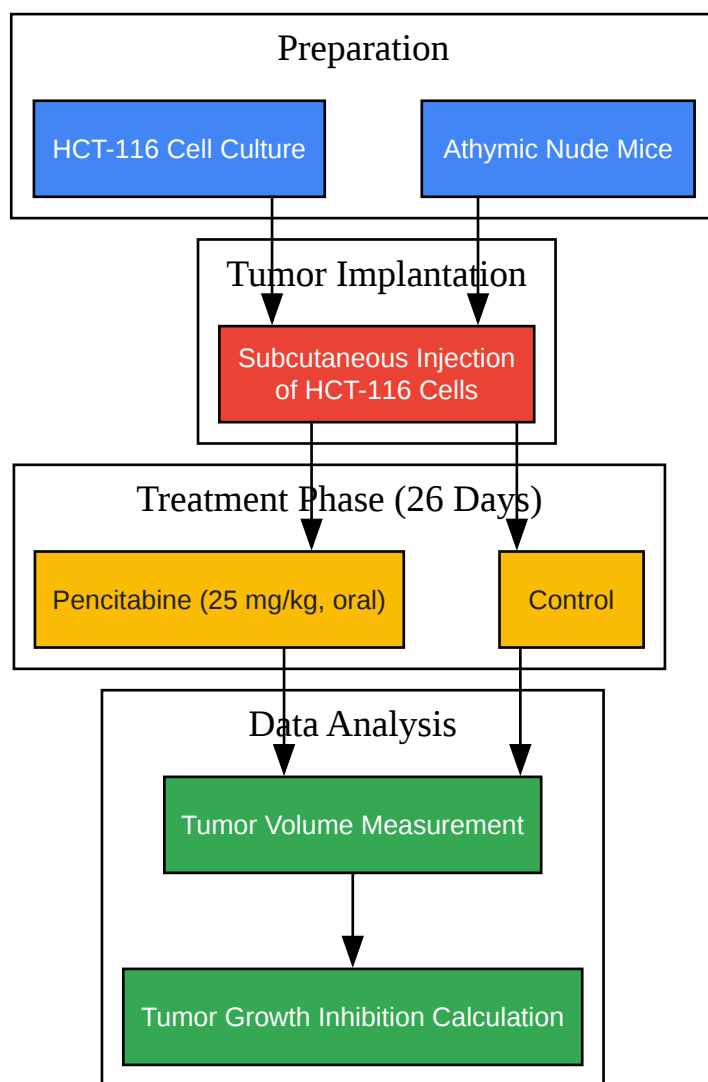 Preparation
HCT-116 Cell Culture
Athymic Nude Mice
Tumor Implantation
Subcutaneous Injection
of HCT-116 Cells
Treatment Phase (26 Days)
Pencitabine (25 mg/kg, oral)
Control
Data Analysis
Tumor Volume Measurement
Tumor Growth Inhibition Calculation